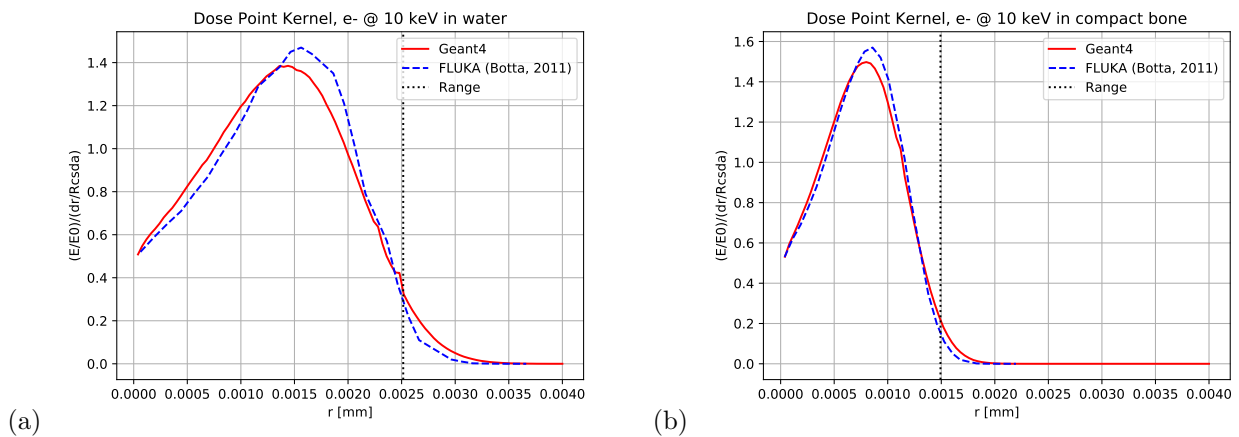 Dose Point Kernel, e- @ 10 keV in water
(E/E0)/(dr/Rcsda)
1.4
1.2
1.0
0.8
0.6
0.4
0.2
0.0
Geant4
FLUKA (Botta, 2011)
Range
0.0000 0.0005 0.0010 0.0015 0.0020 0.0025 0.0030 0.0035 0.0040
r [mm]
(a)
Dose Point Kernel, e- @ 10 keV in compact bone
(E/E0)/(dr/Rcsda)
1.6
1.4
1.2
1.0
0.8
0.6
0.4
0.2
0.0
Geant4
FLUKA (Botta, 2011)
Range
0.0000 0.0005 0.0010 0.0015 0.0020 0.0025 0.0030 0.0035 0.0040
r [mm]
(b)